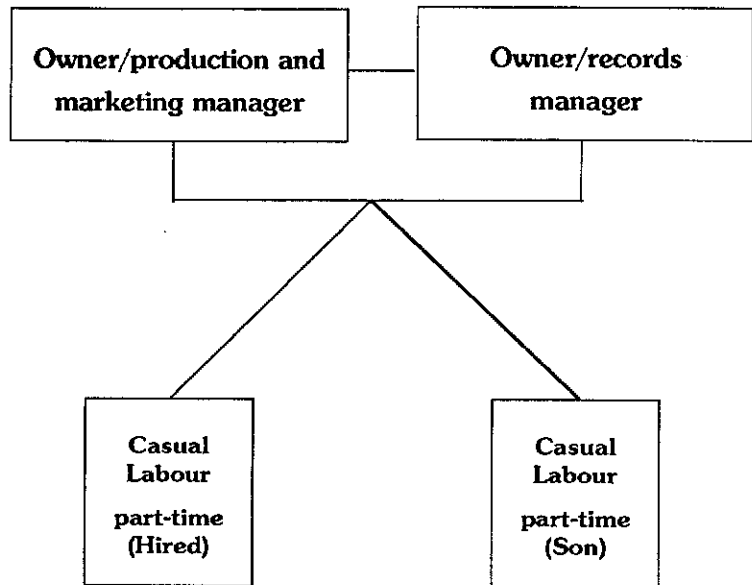 Owner/production and
marketing manager
Owner/records
manager
Casual
Labour
part-time
(Hired)
Casual
Labour
part-time
(Son)